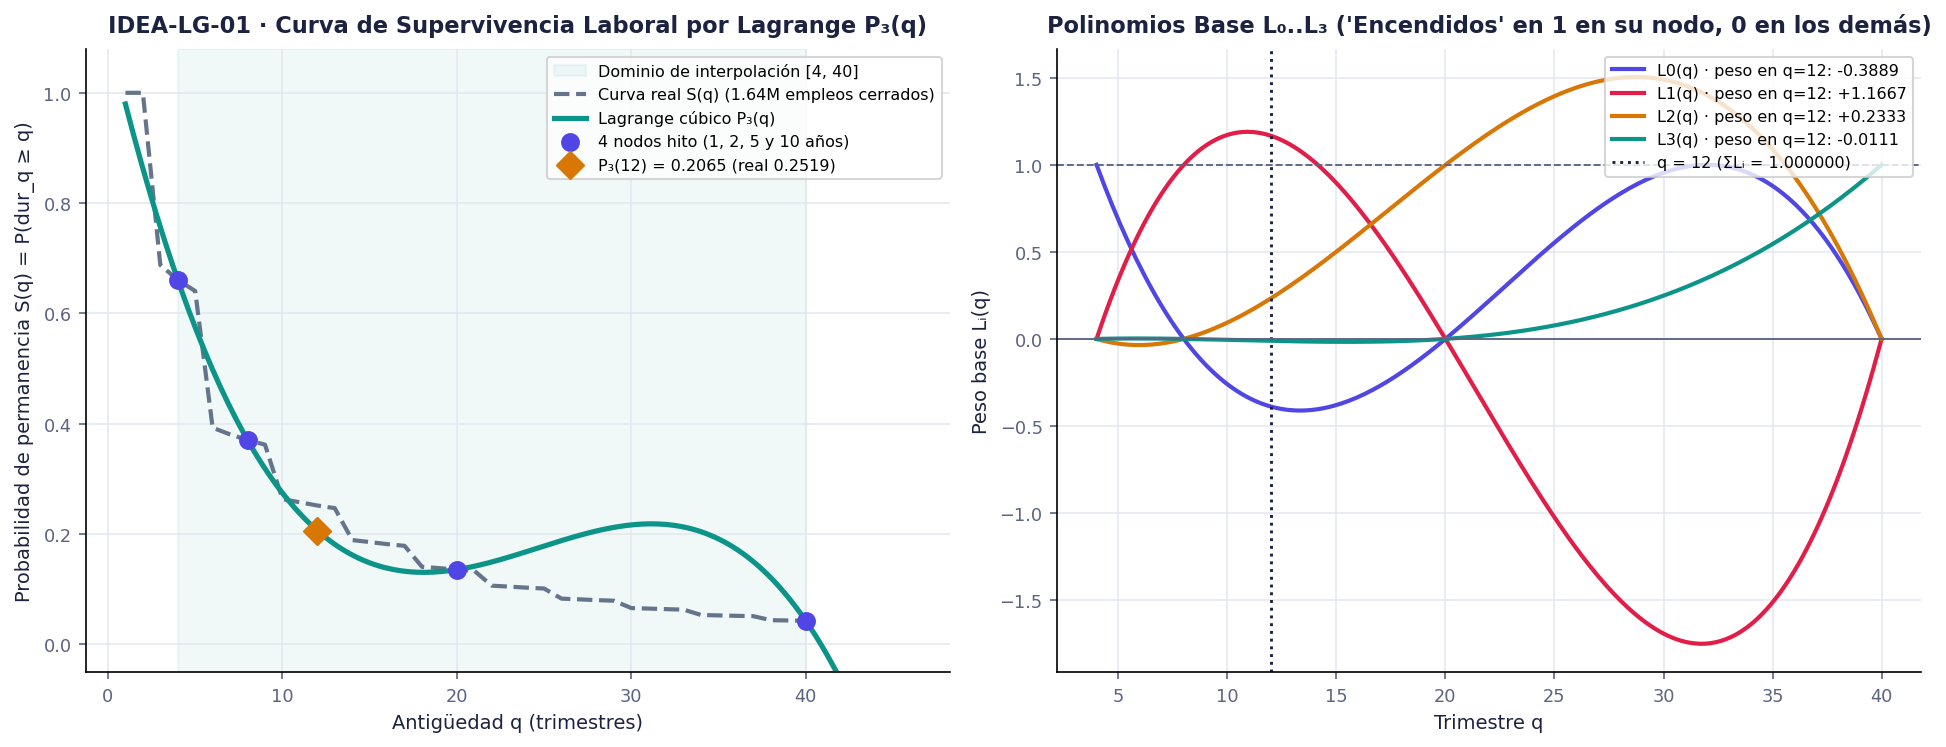 IDEA-LG-01 · Curva de Supervivencia Laboral por Lagrange P₃(q)
Dominio de interpolación [4, 40]
Curva real S(q) (1.64M empleos cerrados)
Lagrange cúbico P₃(q)
4 nodos hito (1, 2, 5 y 10 años)
P₃(12) = 0.2065 (real 0.2519)
Probabilidad de permanencia S(q) = P(dur_q ≥ q)
1.0
0.8
0.6
0.4
0.2
0.0
0
10
20
30
40
Antigüedad q (trimestres)
Polinomios Base L₀..L₃ ('Encendidos' en 1 en su nodo, 0 en los demás)
L0(q) · peso en q=12: -0.3889
L1(q) · peso en q=12: +1.1667
L2(q) · peso en q=12: +0.2333
L3(q) · peso en q=12: -0.0111
q = 12 (ΣLᵢ = 1.000000)
Peso base Lᵢ(q)
1.5
1.0
0.5
0.0
−0.5
−1.0
−1.5
5
10
15
20
25
30
35
40
Trimestre q